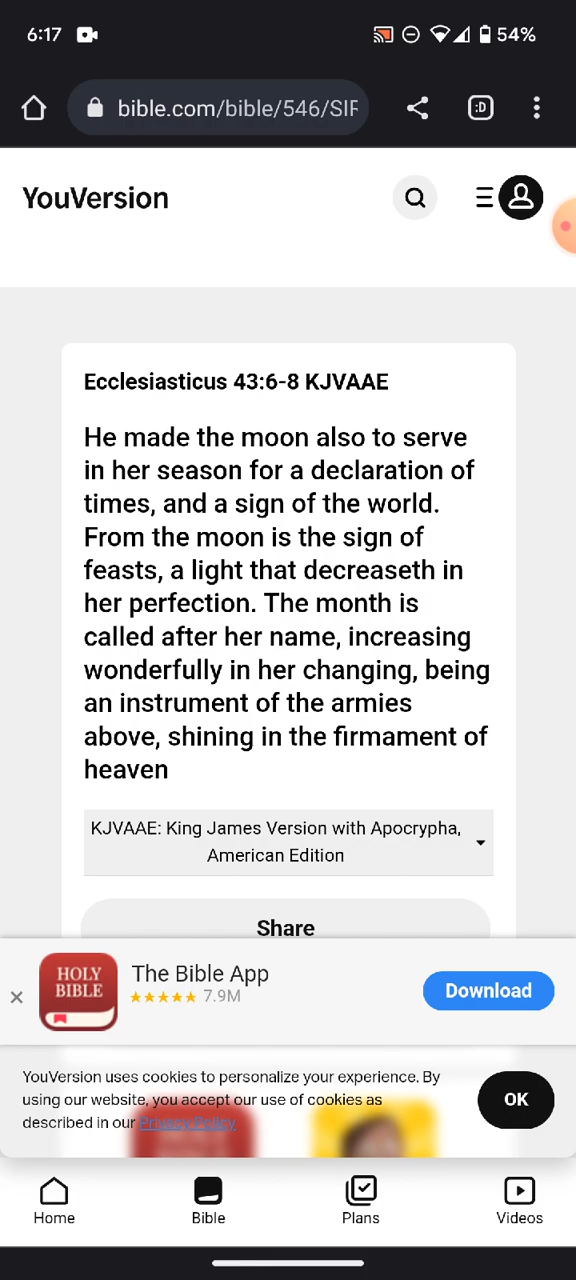 6:17
54%
bible.com/bible/546/SIR
:D
YouVersion
Ecclesiasticus 43:6-8 KJVAAE
He made the moon also to serve
in her season for a declaration of
times, and a sign of the world.
From the moon is the sign of
feasts, a light that decreaseth in
her perfection. The month is
called after her name, increasing
wonderfully in her changing, being
an instrument of the armies
above, shining in the firmament of
heaven
KJVAAE: King James Version with Apocrypha,
American Edition
Share
HOLY
BIBLE
The Bible App
7.9M
Download
YouVersion uses cookies to personalize your experience. By
using our website, you accept our use of cookies as
described in our Privacy Policy
OK
Home
Bible
Plans
Videos